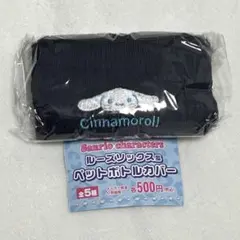 Cinnamoroll
Sanrio characters
ルーズソックス風
ペットボトルカバー
全5種
500円